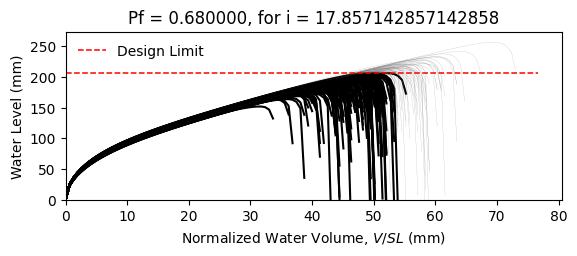 Pf = 0.680000, for i = 17.857142857142858
Water Level (mm)
250
200
150
100
50
0
Design Limit
0 10 20 30 40 50 60 70 80
Normalized Water Volume, V/SL (mm)